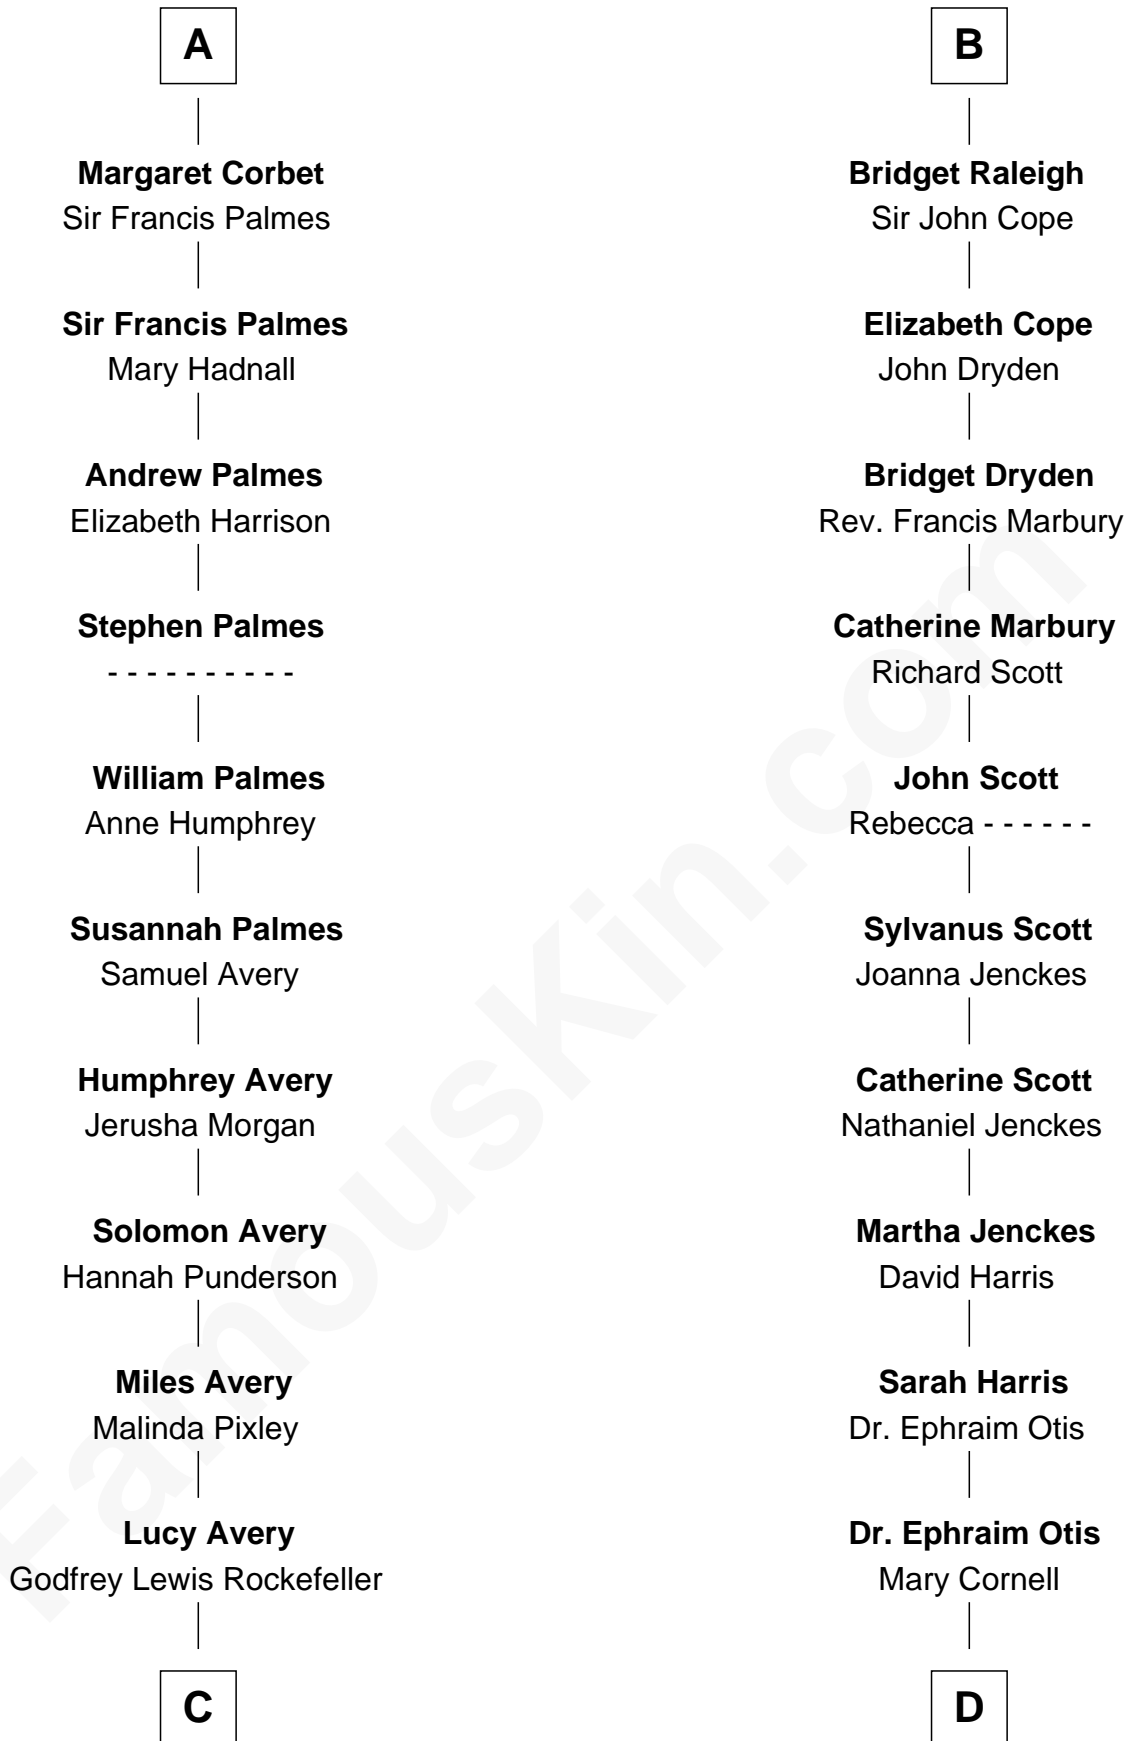 A
Margaret Corbet
Sir Francis Palmes
Sir Francis Palmes
Mary Hadnall
Andrew Palmes
Elizabeth Harrison
Stephen Palmes
- - - - - - - - - -
William Palmes
Anne Humphrey
Susannah Palmes
Samuel Avery
Humphrey Avery
Jerusha Morgan
Solomon Avery
Hannah Punderson
Miles Avery
Malinda Pixley
Lucy Avery
Godfrey Lewis Rockefeller
C
B
Bridget Raleigh
Sir John Cope
Elizabeth Cope
John Dryden
Bridget Dryden
Rev. Francis Marbury
Catherine Marbury
Richard Scott
John Scott
Rebecca - - - - - -
Sylvanus Scott
Joanna Jenckes
Catherine Scott
Nathaniel Jenckes
Martha Jenckes
David Harris
Sarah Harris
Dr. Ephraim Otis
Dr. Ephraim Otis
Mary Cornell
D
FamousKin.com